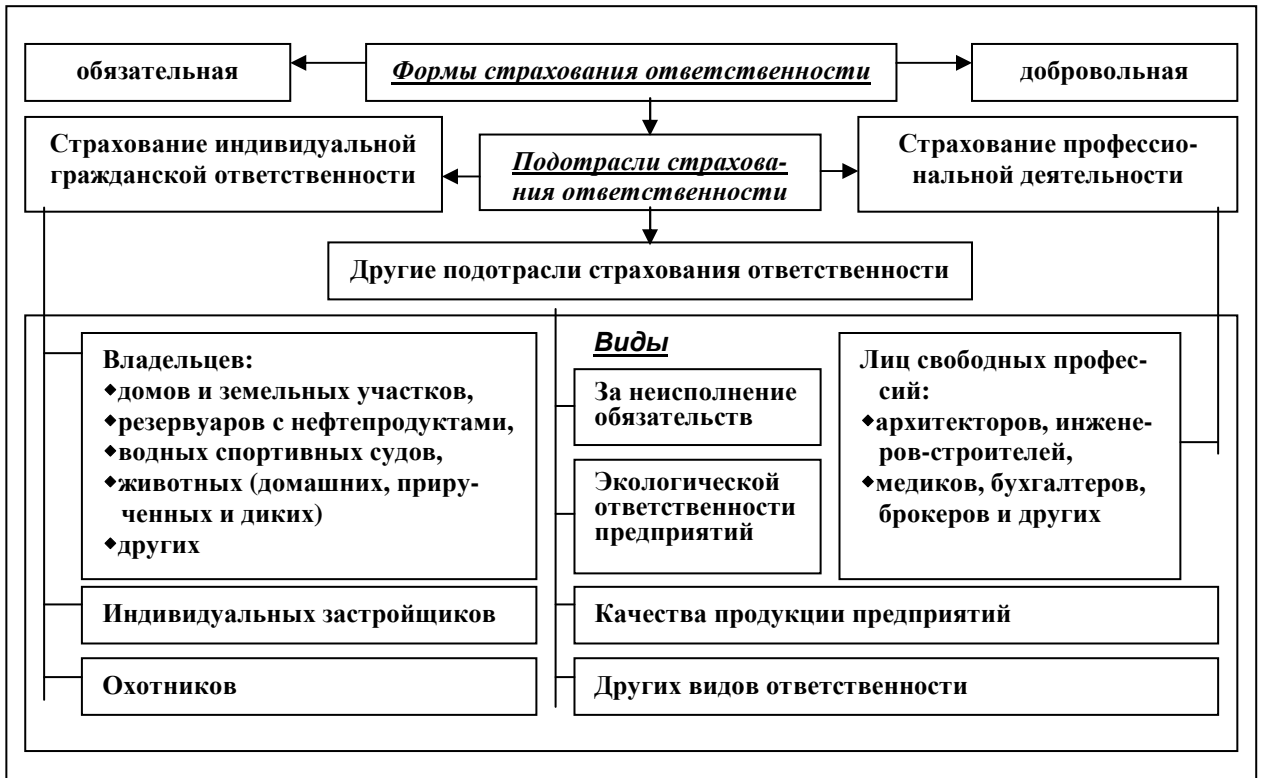 обязательная
Формы страхования ответственности
добровольная
Страхование индивидуальной
гражданской ответственности
Подотрасли страхова-
ния ответственности
Страхование профессио-
нальной деятельности
Другие подотрасли страхования ответственности
Виды
Владельцев:
◆домов и земельных участков,
◆резервуаров с нефтепродуктами,
◆водных спортивных судов,
◆животных (домашних, приру-
ченных и диких)
◆других
Индивидуальных застройщиков
Охотников
За неисполнение
обязательств
Экологической
ответственности
предприятий
Качества продукции предприятий
Других видов ответственности
Лиц свободных профес-
сий:
◆архитекторов, инжене-
ров-строителей,
◆медиков, бухгалтеров,
брокеров и других